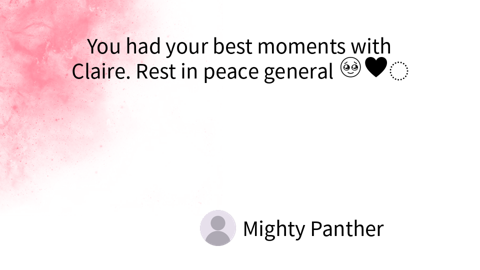 You had your best moments with
Claire. Rest in peace general 🥹🖤◌
Mighty Panther